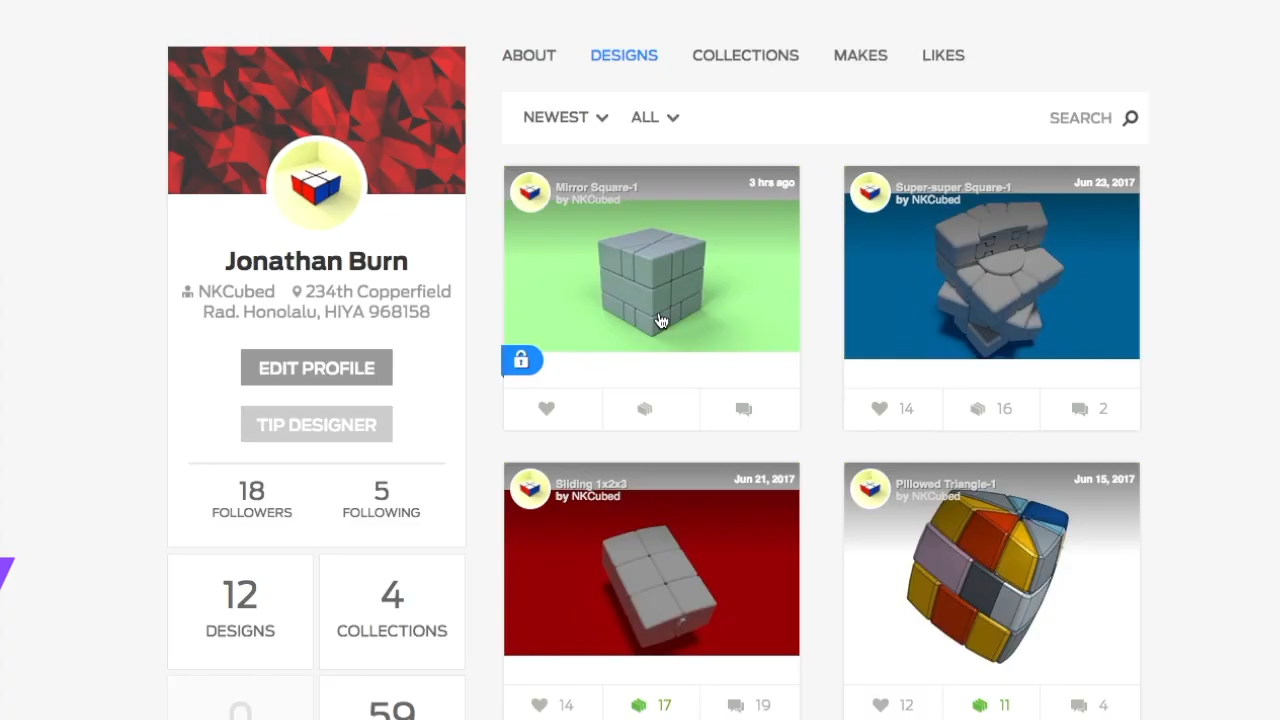 ABOUT DESIGNS COLLECTIONS MAKES LIKES
NEWEST ALL SEARCH
Mirror Square-1 3 hrs ago
by NKCubed
Super-super Square-1 Jun 23, 2017
by NKCubed
Jonathan Burn
NKCubed 234th Copperfield
Rad. Honolalu, HIYA 968158
EDIT PROFILE
TIP DESIGNER
18 5
FOLLOWERS FOLLOWING
12 4
DESIGNS COLLECTIONS
0 59
14 16 2
Sliding 1x2x3 Jun 21, 2017
by NKCubed
Pillowed Triangle-1 Jun 15, 2017
by NKCubed
14 17 19
12 11 4